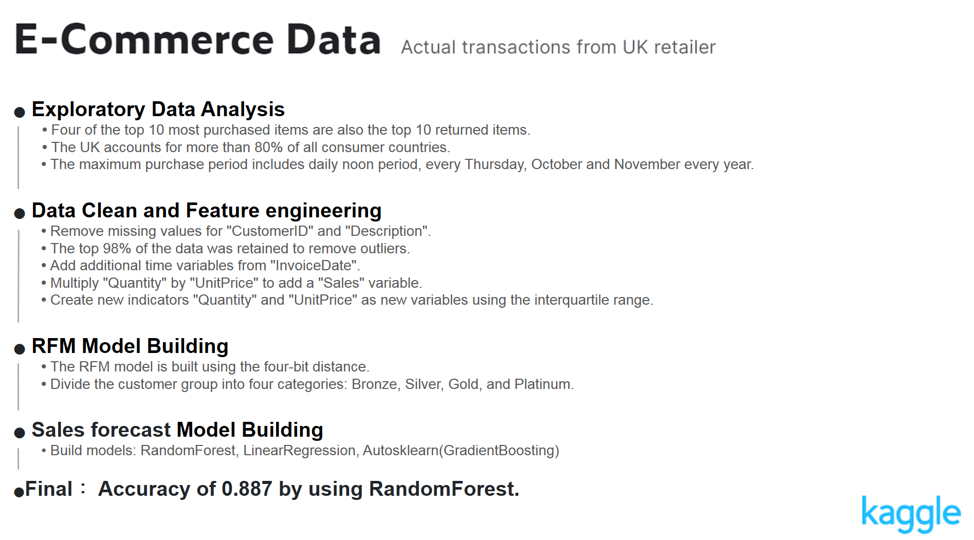 E-Commerce Data Actual transactions from UK retailer
● Exploratory Data Analysis
• Four of the top 10 most purchased items are also the top 10 returned items.
• The UK accounts for more than 80% of all consumer countries.
• The maximum purchase period includes daily noon period, every Thursday, October and November every year.
● Data Clean and Feature engineering
• Remove missing values for "CustomerID" and "Description".
• The top 98% of the data was retained to remove outliers.
• Add additional time variables from "InvoiceDate".
• Multiply "Quantity" by "UnitPrice" to add a "Sales" variable.
• Create new indicators "Quantity" and "UnitPrice" as new variables using the interquartile range.
● RFM Model Building
• The RFM model is built using the four-bit distance.
• Divide the customer group into four categories: Bronze, Silver, Gold, and Platinum.
● Sales forecast Model Building
• Build models: RandomForest, LinearRegression, Autosklearn(GradientBoosting)
●Final： Accuracy of 0.887 by using RandomForest.
kaggle